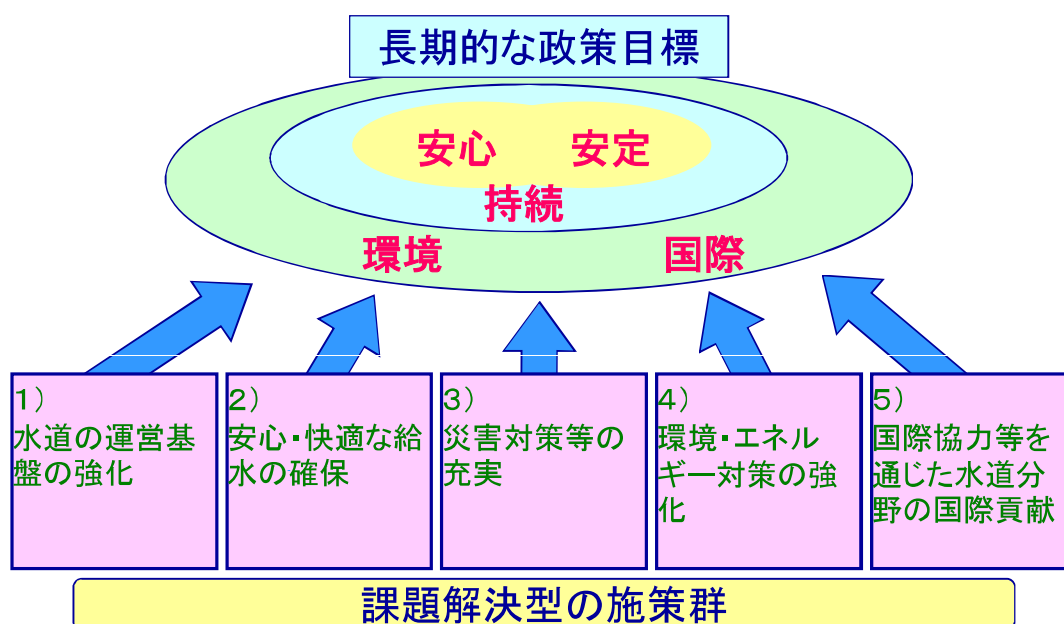 長期的な政策目標
安心 安定
持続
環境 国際
1）
水道の運営基
盤の強化
2）
安心・快適な給
水の確保
3）
災害対策等の
充実
4）
環境・エネル
ギー対策の強
化
5）
国際協力等を
通じた水道分
野の国際貢献
課題解決型の施策群